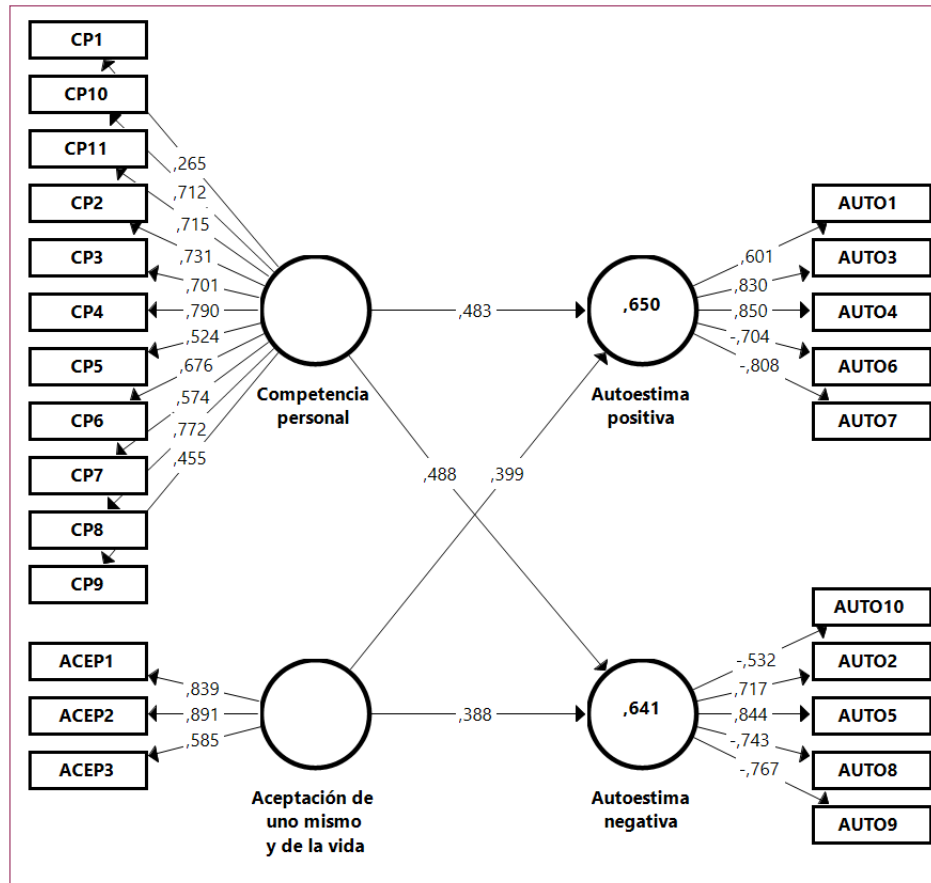 CP1
CP10
CP11
CP2
CP3
CP4
CP5
CP6
CP7
CP8
CP9
,265
,712
,715
,731
,701
,790
,524
,676
,574
,772
,455
Competencia
personal
,483
,488
,399
,650
Autoestima
positiva
,601
,830
,850
-,704
-,808
AUTO1
AUTO3
AUTO4
AUTO6
AUTO7
ACEP1
ACEP2
ACEP3
,839
,891
,585
Aceptación de
uno mismo
y de la vida
,388
,641
Autoestima
negativa
-,532
,717
,844
-,743
-,767
AUTO10
AUTO2
AUTO5
AUTO8
AUTO9